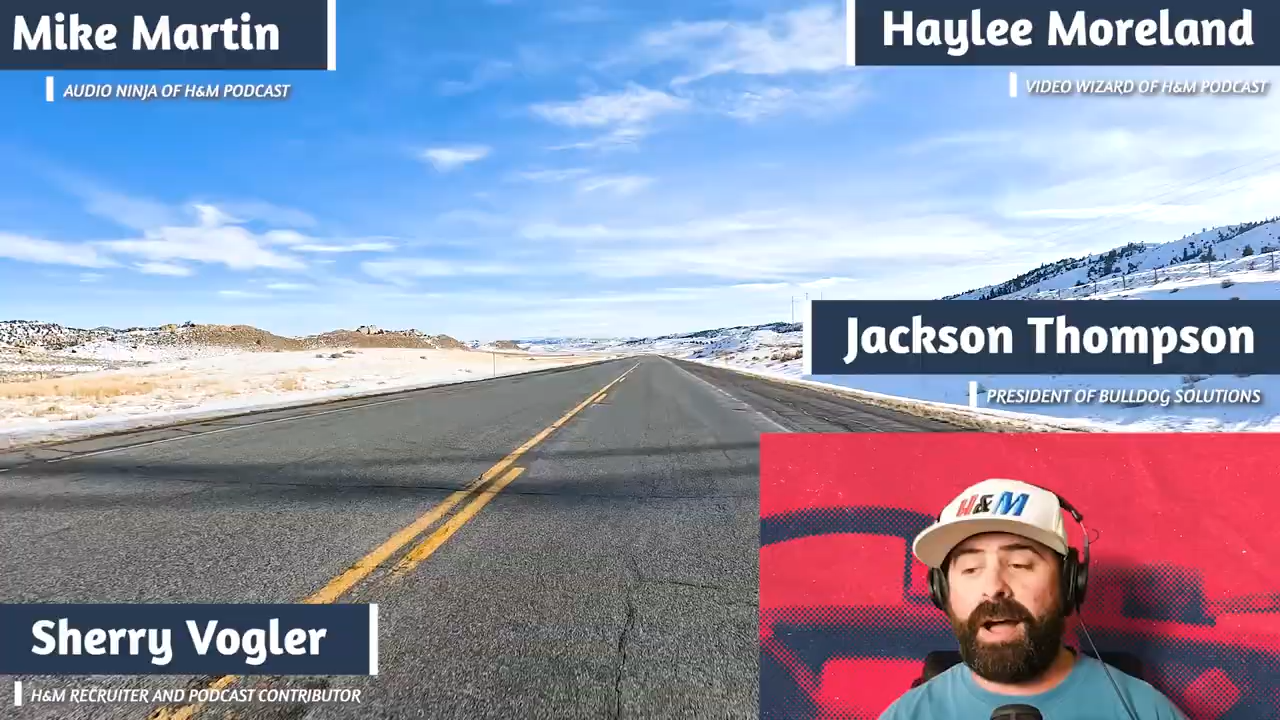 Mike Martin
AUDIO NINJA OF H&M PODCAST
Haylee Moreland
VIDEO WIZARD OF H&M PODCAST
Jackson Thompson
PRESIDENT OF BULLDOG SOLUTIONS
H&M
Sherry Vogler
H&M RECRUITER AND PODCAST CONTRIBUTOR